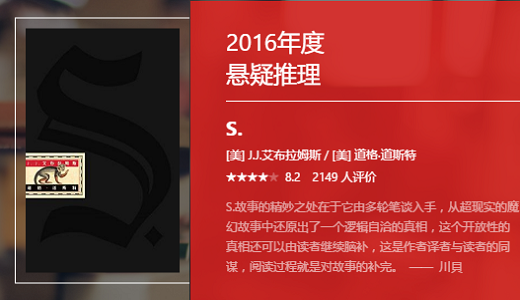 2016年度
悬疑推理
S.
[美] J.J.艾布拉姆斯 / [美] 道格·道斯特
★★★★★ 8.2 2149 人评价
S.故事的精妙之处在于它由多轮笔谈入手，从超现实的魔
幻故事中还原出了一个逻辑自洽的真相，这个开放性的
真相还可以由读者继续脑补，这是作者译者与读者的同
谋，阅读过程就是对故事的补完。 —— 川貝
S.